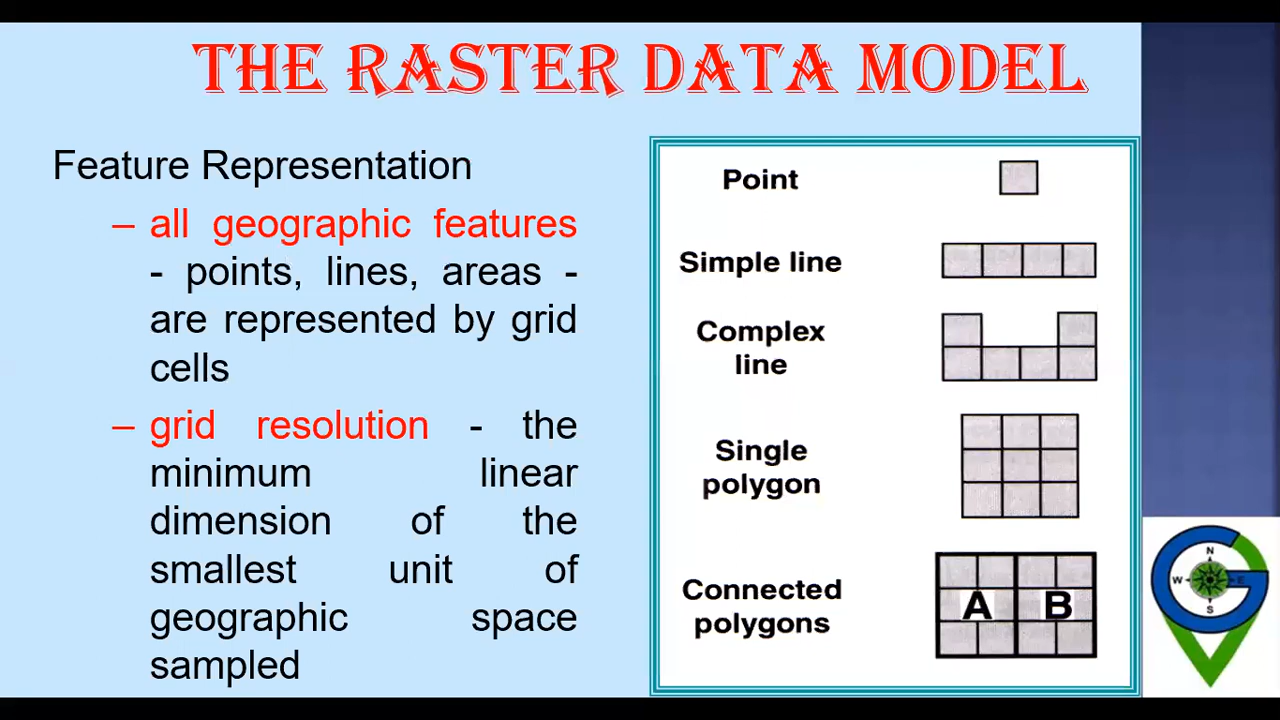 THE RASTER DATA MODEL
Feature Representation
– all geographic features
- points, lines, areas -
are represented by grid
cells
– grid resolution - the
minimum linear
dimension of the
smallest unit of
geographic space
sampled
Point
Simple line
Complex
line
Single
polygon
Connected
polygons
A B
N
W E
S